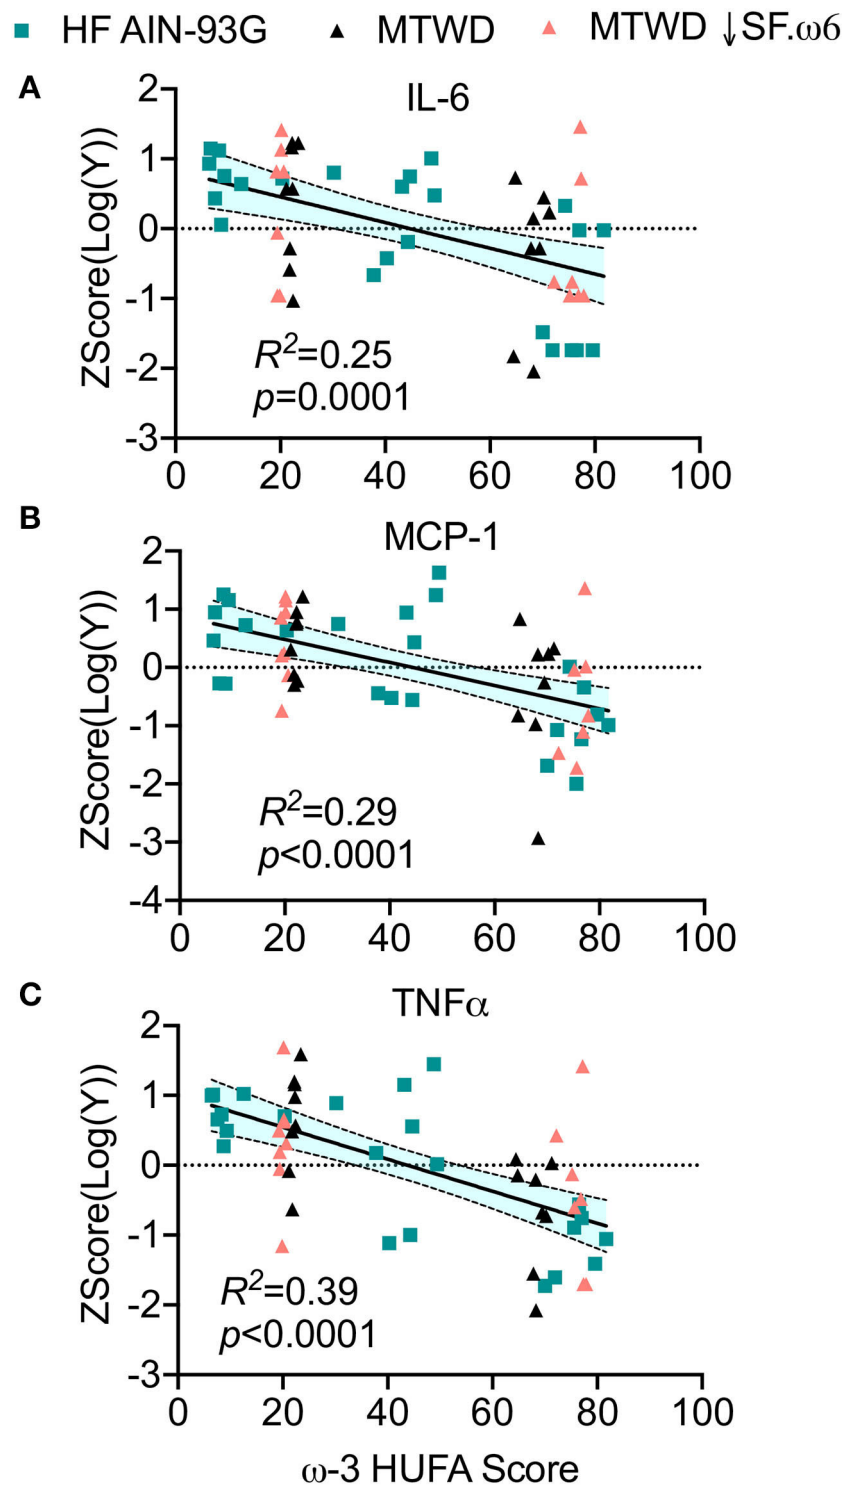 HF AIN-93G MTWD MTWD ↓SF.ω6
A
IL-6
ZScore(Log(Y))
2
1
0
-1
-2
-3
R²=0.25
p=0.0001
0 20 40 60 80 100
B
MCP-1
ZScore(Log(Y))
2
1
0
-1
-2
-3
-4
R²=0.29
p<0.0001
0 20 40 60 80 100
C
TNFα
ZScore(Log(Y))
2
1
0
-1
-2
-3
R²=0.39
p<0.0001
0 20 40 60 80 100
ω-3 HUFA Score